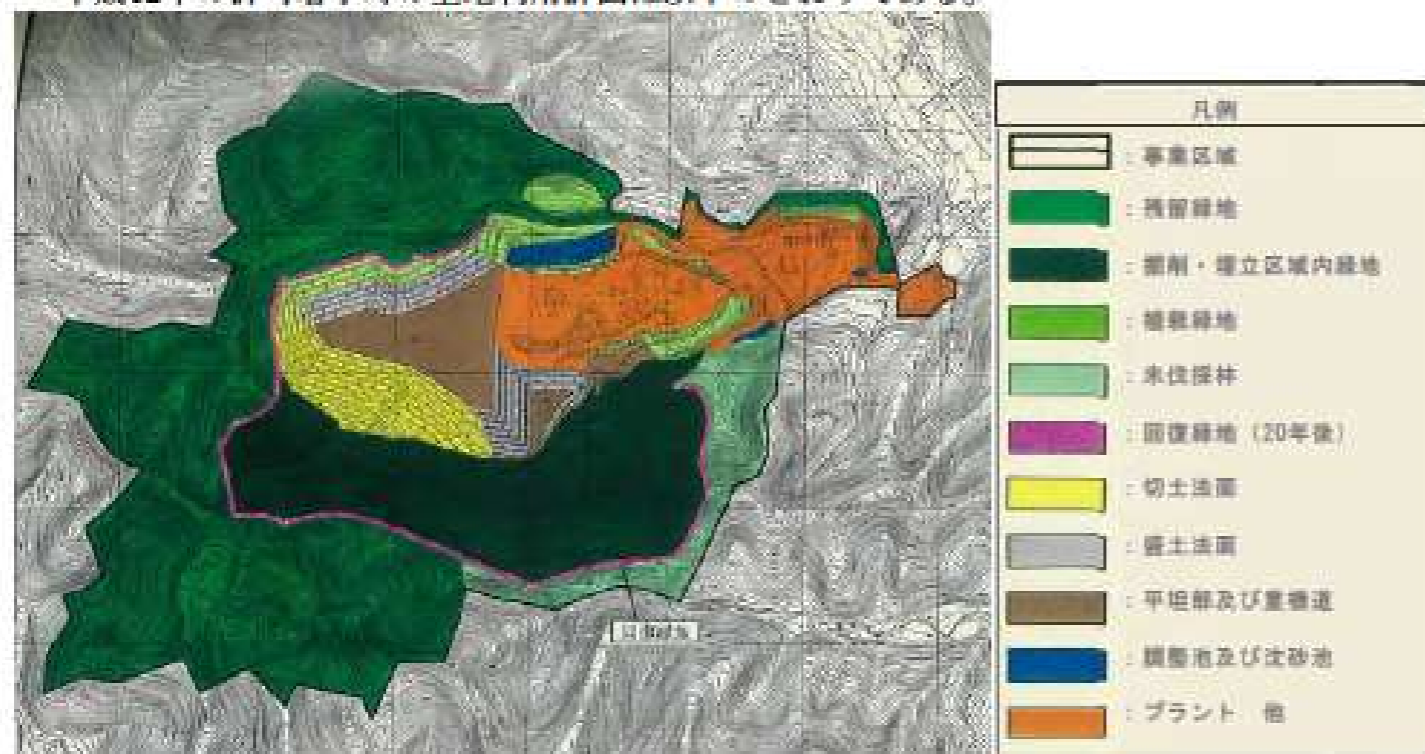 凡例
: 事業区域
: 残留緑地
: 掘削・埋立区域内緑地
: 植栽緑地
: 未伐採林
: 回復緑地（20年後）
: 切土法面
: 盛土法面
: 平坦部及び重機道
: 調整池及び沈砂池
: プラント 他